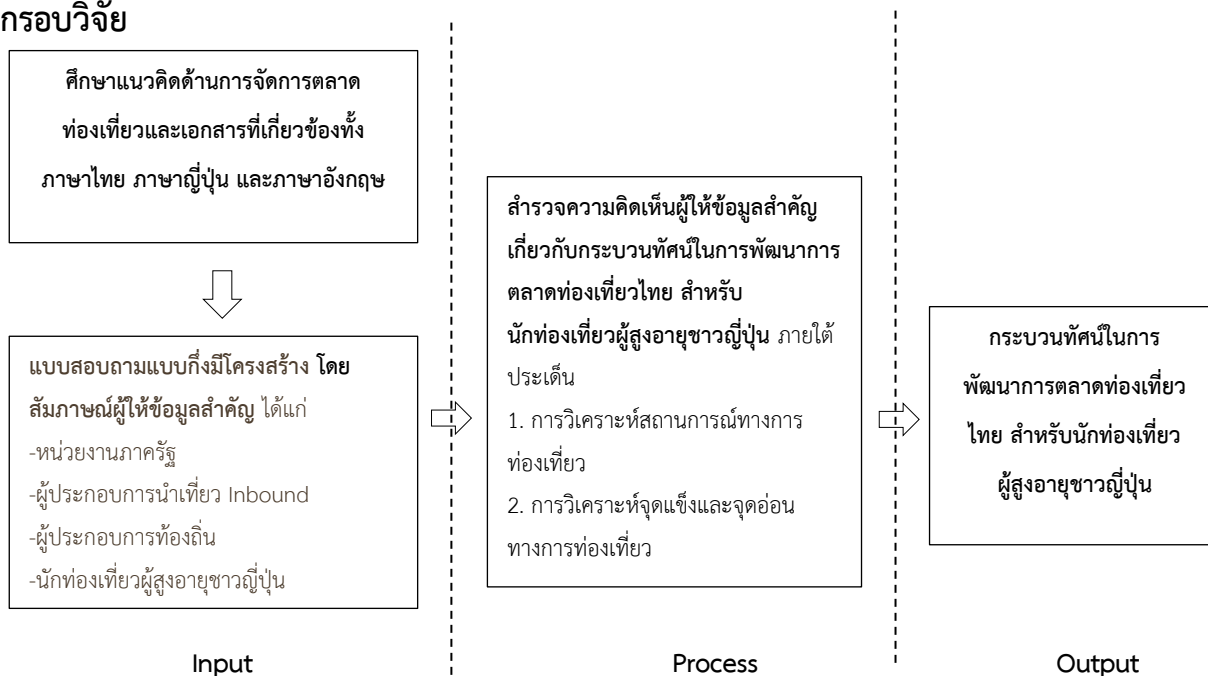 กรอบวิจัย
ศึกษาแนวคิดด้านการจัดการตลาด
ท่องเที่ยวและเอกสารที่เกี่ยวข้องทั้ง
ภาษาไทย ภาษาญี่ปุ่น และภาษาอังกฤษ
แบบสอบถามแบบกึ่งมีโครงสร้าง โดย
สัมภาษณ์ผู้ให้ข้อมูลสำคัญ ได้แก่
-หน่วยงานภาครัฐ
-ผู้ประกอบการนำเที่ยว Inbound
-ผู้ประกอบการท้องถิ่น
-นักท่องเที่ยวผู้สูงอายุชาวญี่ปุ่น
Input
สำรวจความคิดเห็นผู้ให้ข้อมูลสำคัญ
เกี่ยวกับกระบวนทัศน์ในการพัฒนาการ
ตลาดท่องเที่ยวไทย สำหรับ
นักท่องเที่ยวผู้สูงอายุชาวญี่ปุ่น ภายใต้
ประเด็น
1. การวิเคราะห์สถานการณ์ทางการ
ท่องเที่ยว
2. การวิเคราะห์จุดแข็งและจุดอ่อน
ทางการท่องเที่ยว
Process
กระบวนทัศน์ในการ
พัฒนาการตลาดท่องเที่ยว
ไทย สำหรับนักท่องเที่ยว
ผู้สูงอายุชาวญี่ปุ่น
Output